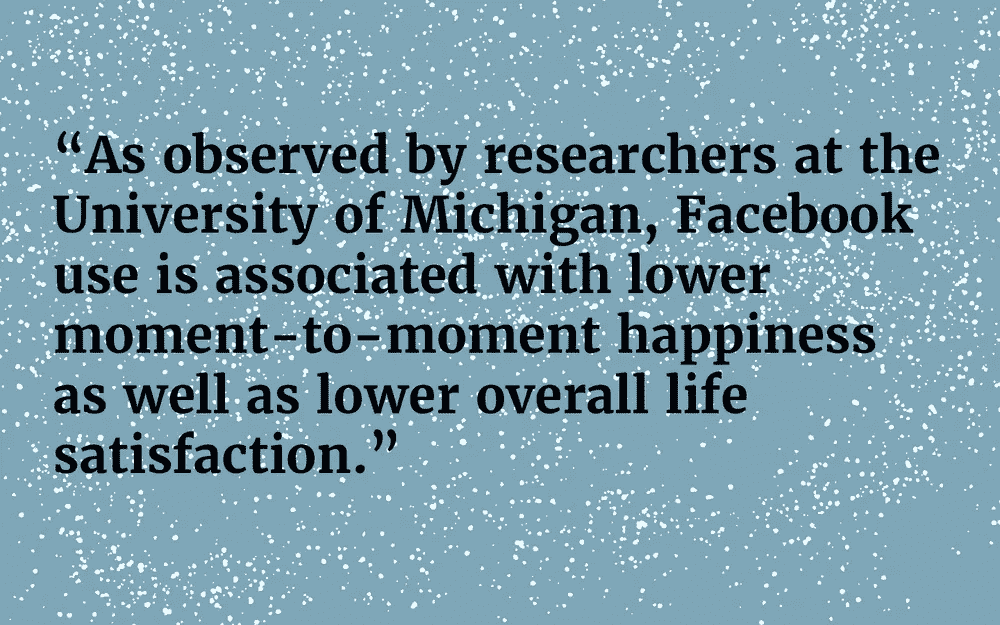 “As observed by researchers at the
University of Michigan, Facebook
use is associated with lower
moment-to-moment happiness
as well as lower overall life
satisfaction.”